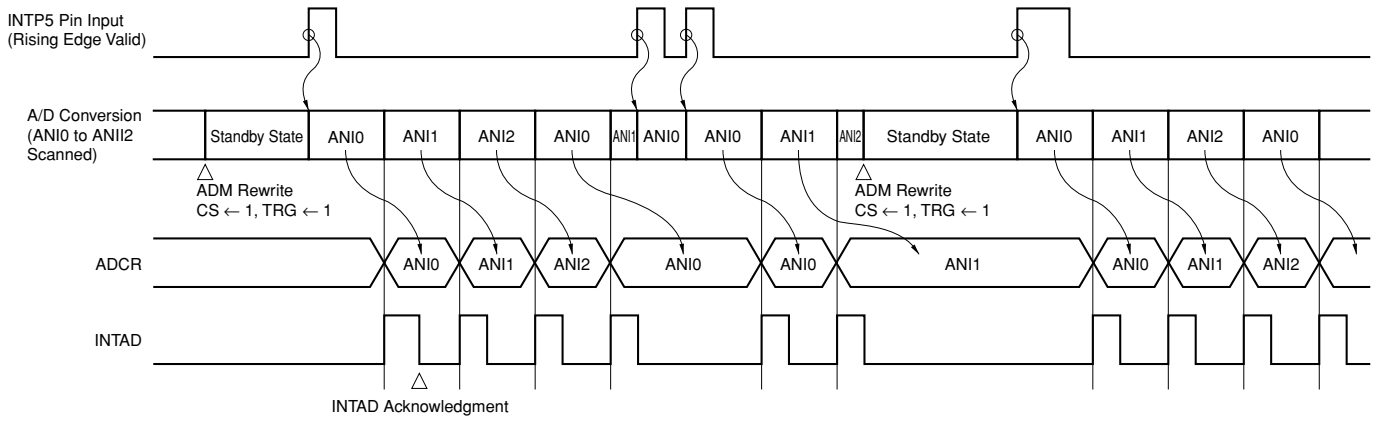 INTP5 Pin Input
(Rising Edge Valid)
A/D Conversion
(ANI0 to ANII2
Scanned)
Standby State ANI0 ANI1 ANI2 ANI0 ANI1 ANI0 ANI0 ANI1 ANI2 Standby State ANI0 ANI1 ANI2 ANI0
ADM Rewrite
CS ← 1, TRG ← 1
ADM Rewrite
CS ← 1, TRG ← 1
ADCR
ANI0 ANI1 ANI2 ANI0 ANI0 ANI1 ANI0 ANI1 ANI2
INTAD
INTAD Acknowledgment